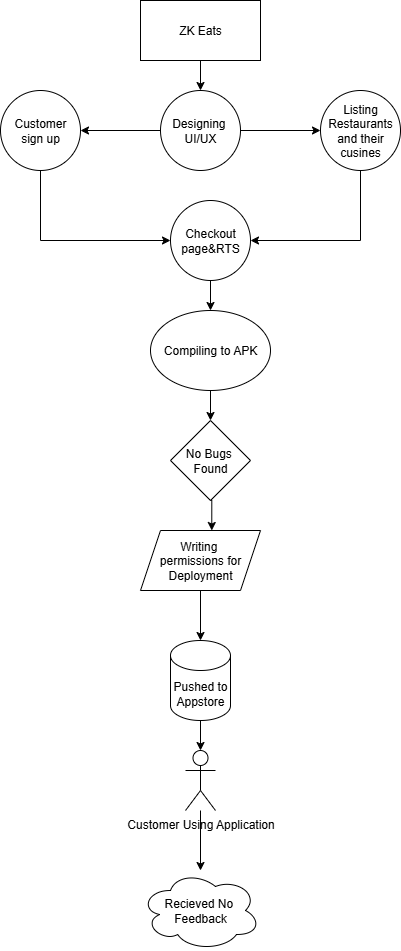 ZK Eats
Customer
sign up
Designing
UI/UX
Listing
Restaurants
and their
cusines
Checkout
page&RTS
Compiling to APK
No Bugs
Found
Writing
permissions for
Deployment
Pushed to
Appstore
Customer Using Application
Recieved No
Feedback